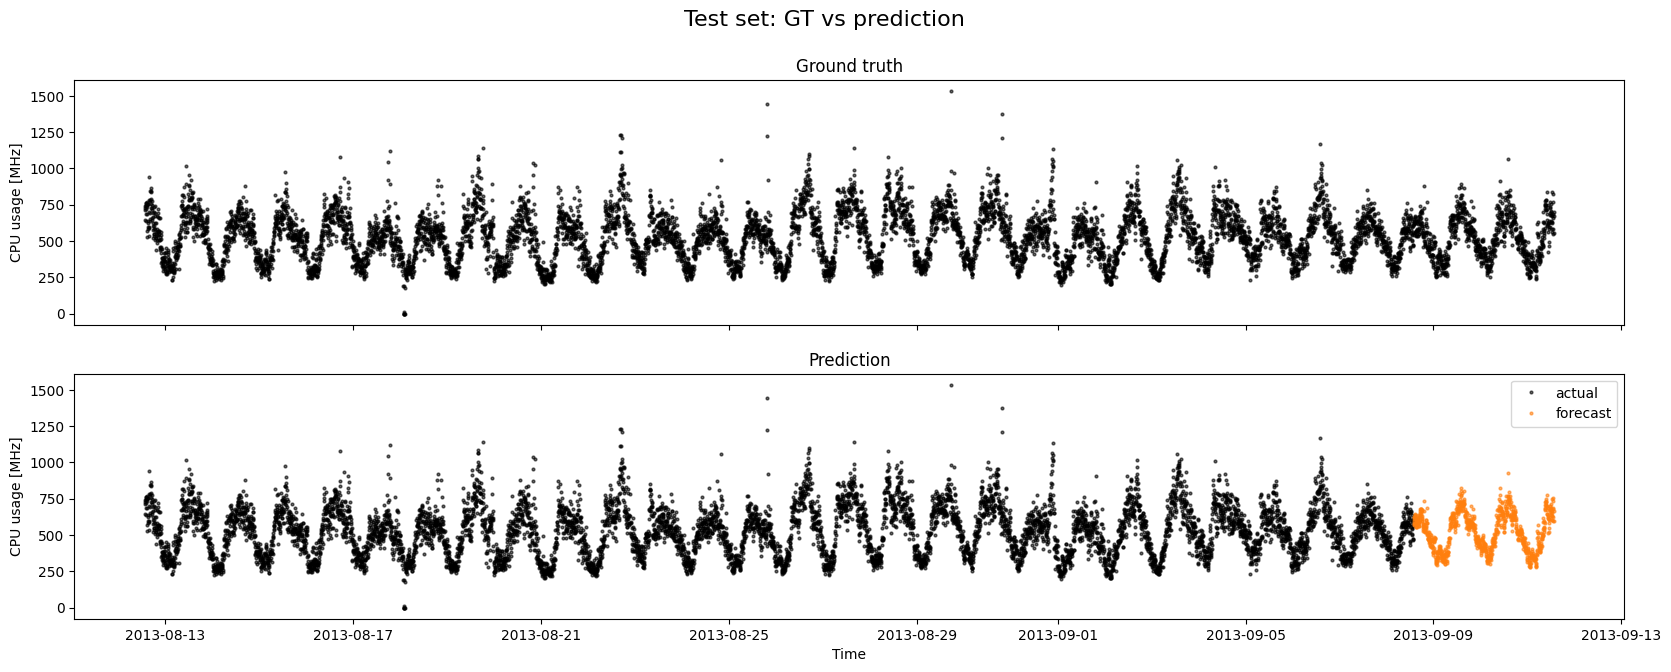 Test set: GT vs prediction
Ground truth
CPU usage [MHz]
1500
1250
1000
750
500
250
0
Prediction
CPU usage [MHz]
1500
1250
1000
750
500
250
0
actual
forecast
2013-08-13 2013-08-17 2013-08-21 2013-08-25 2013-08-29 2013-09-01 2013-09-05 2013-09-09 2013-09-13
Time